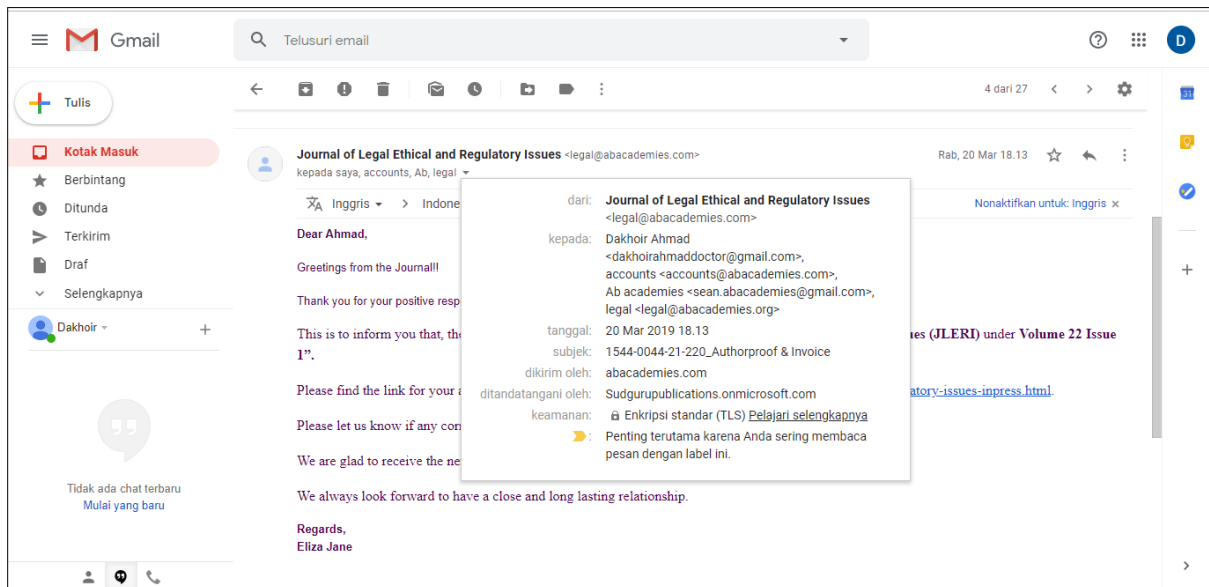 Gmail
Telusuri email
D
Tulis
4 dari 27
31
Kotak Masuk
Berbintang
Ditunda
Terkirim
Draf
Selengkapnya
Dakhoir
Tidak ada chat terbaru
Mulai yang baru
Journal of Legal Ethical and Regulatory Issues <legal@abacademies.com>
Rab, 20 Mar 18.13
kepada saya, accounts, Ab, legal
Inggris > Indone
Nonaktifkan untuk: Inggris ×
dari: Journal of Legal Ethical and Regulatory Issues
<legal@abacademies.com>
kepada: Dakhoir Ahmad
<dakhoirahmaddoctor@gmail.com>,
accounts <accounts@abacademies.com>,
Ab academies <sean.abacademies@gmail.com>,
legal <legal@abacademies.org>
tanggal: 20 Mar 2019 18.13
subjek: 1544-0044-21-220_Authorproof & Invoice
dikirim oleh: abacademies.com
ditandatangani oleh: Sudgurupublications.onmicrosoft.com
keamanan: Enkripsi standar (TLS) Pelajari selengkapnya
: Penting terutama karena Anda sering membaca
pesan dengan label ini.
Dear Ahmad,
Greetings from the Journal!!
Thank you for your positive resp
This is to inform you that, the ues (JLERI) under Volume 22 Issue
1”.
Please find the link for your a atory-issues-inpress.html.
Please let us know if any cor
We are glad to receive the ne
We always look forward to have a close and long lasting relationship.
Regards,
Eliza Jane